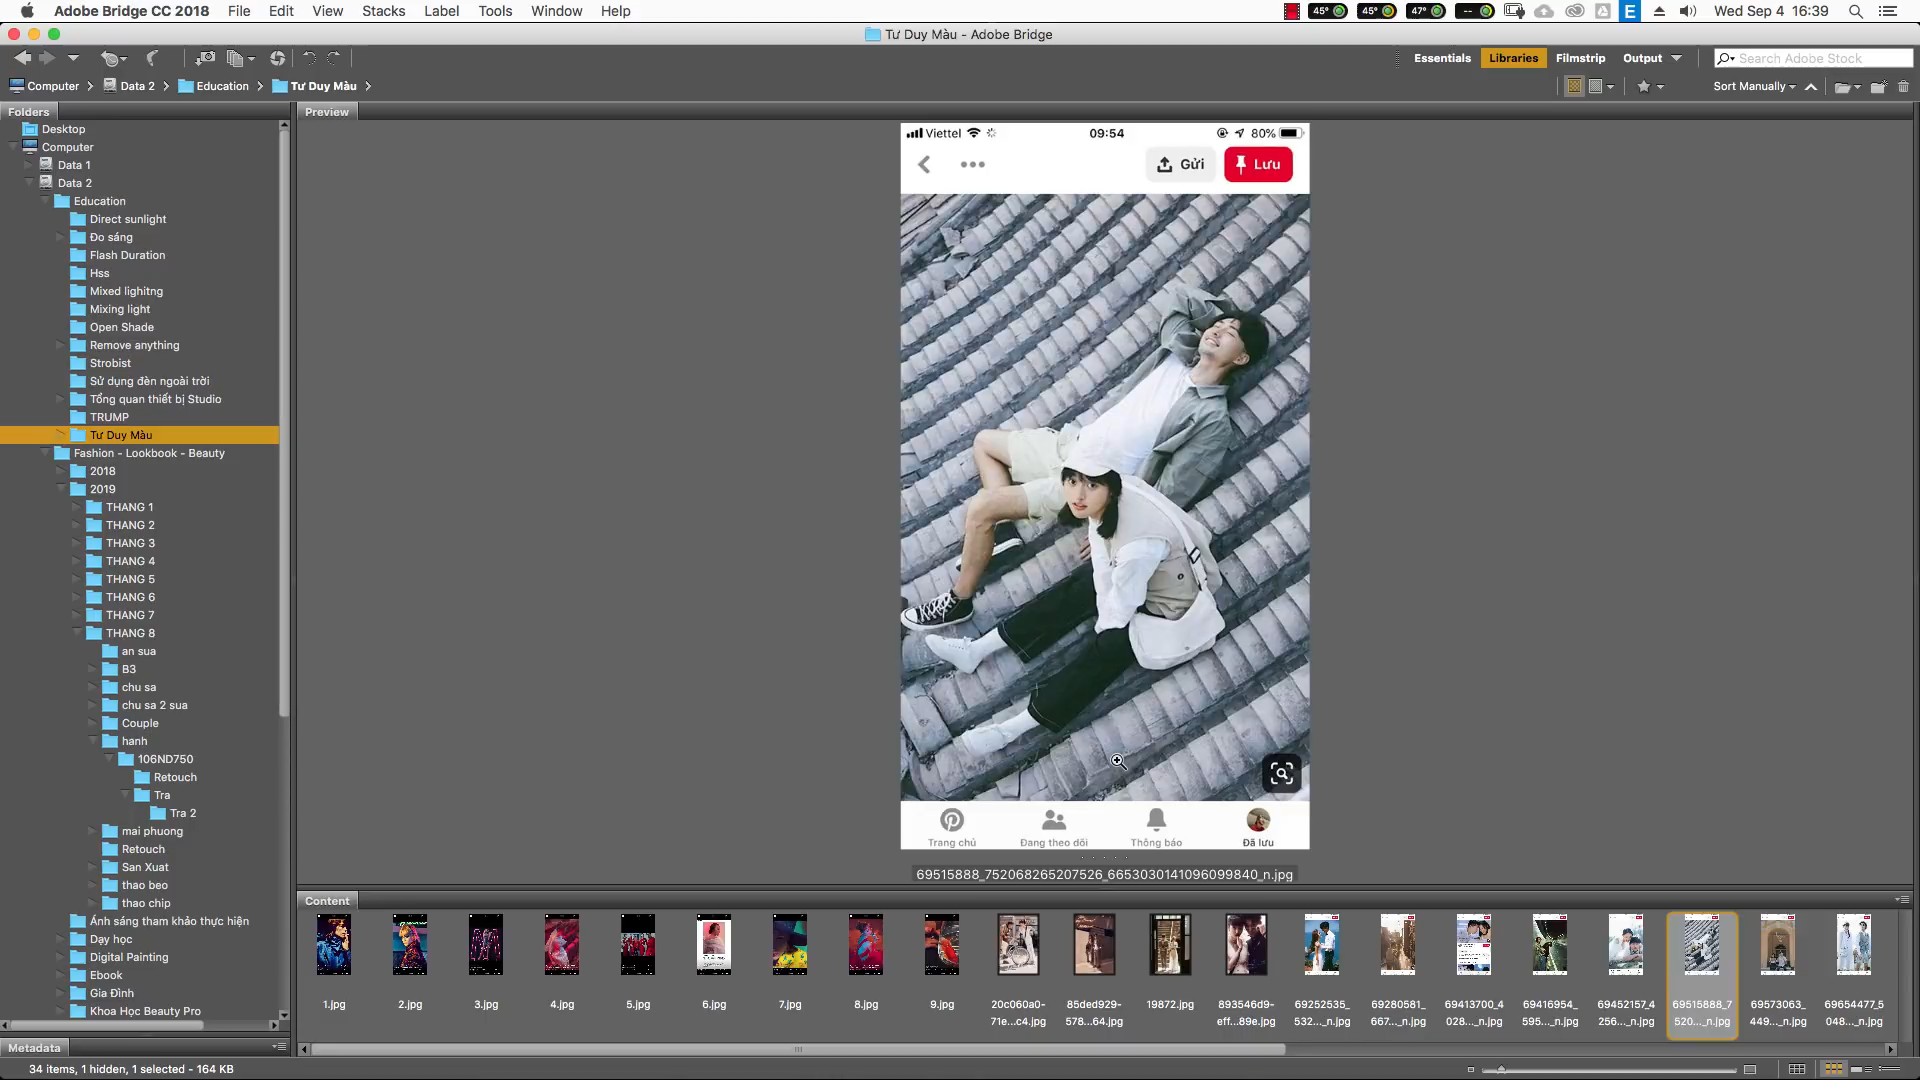 Adobe Bridge CC 2018 File Edit View Stacks Label Tools Window Help 45° 45° 47° -- E Wed Sep 4 16:39
Tư Duy Màu - Adobe Bridge
Essentials Libraries Filmstrip Output Search Adobe Stock
Computer Data 2 Education Tư Duy Màu Sort Manually
Folders
Preview
Desktop
Computer
Data 1
Data 2
Education
Direct sunlight
Đo sáng
Flash Duration
Hss
Mixed lighitng
Mixing light
Open Shade
Remove anything
Strobist
Sử dụng đèn ngoài trời
Tổng quan thiết bị Studio
TRUMP
Tư Duy Màu
Fashion - Lookbook - Beauty
2018
2019
THANG 1
THANG 2
THANG 3
THANG 4
THANG 5
THANG 6
THANG 7
THANG 8
an sua
B3
chu sa
chu sa 2 sua
Couple
hanh
106ND750
Retouch
Tra
Tra 2
mai phuong
Retouch
San Xuat
thao beo
thao chip
Ánh sáng tham khảo thực hiện
Dạy học
Digital Painting
Ebook
Gia Đình
Khoa Học Beauty Pro
Metadata
34 items, 1 hidden, 1 selected - 164 KB
Viettel 09:54 80%
Gửi Lưu
Trang chủ Đang theo dõi Thông báo Đã lưu
69515888_752068265207526_6653030141096099840_n.jpg
Content
1.jpg 2.jpg 3.jpg 4.jpg 5.jpg 6.jpg 7.jpg 8.jpg 9.jpg 20c060a0- 85ded929- 19872.jpg 893546d9- 69252535_ 69280581_ 69413700_4 69416954_ 69452157_4 69515888_7 69573063_ 69654477_5
71e...c4.jpg 578...64.jpg eff...89e.jpg 532..._n.jpg 667..._n.jpg 028..._n.jpg 595..._n.jpg 256..._n.jpg 520..._n.jpg 449..._n.jpg 048..._n.jpg